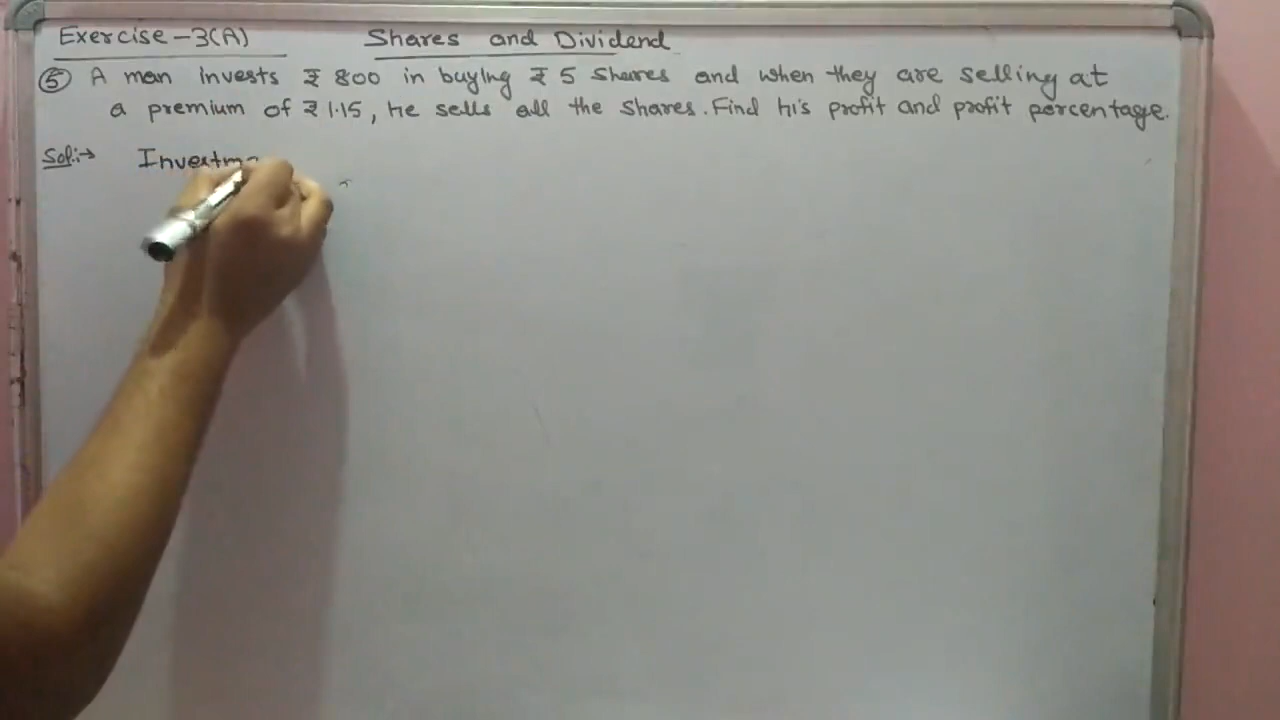 Exercise-3(A) Shares and Dividend
⑤ A man invests ₹ 800 in buying ₹ 5 shares and when they are selling at
a premium of ₹ 1.15, he sells all the shares. Find his profit and profit percentage.
Sol:→ Investme